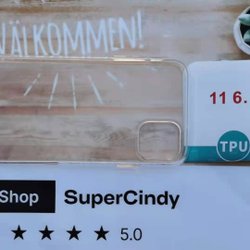 VÄLKOMMEN!
11 6.
TPU
Shop SuperCindy
★ ★ ★ ★ 5.0